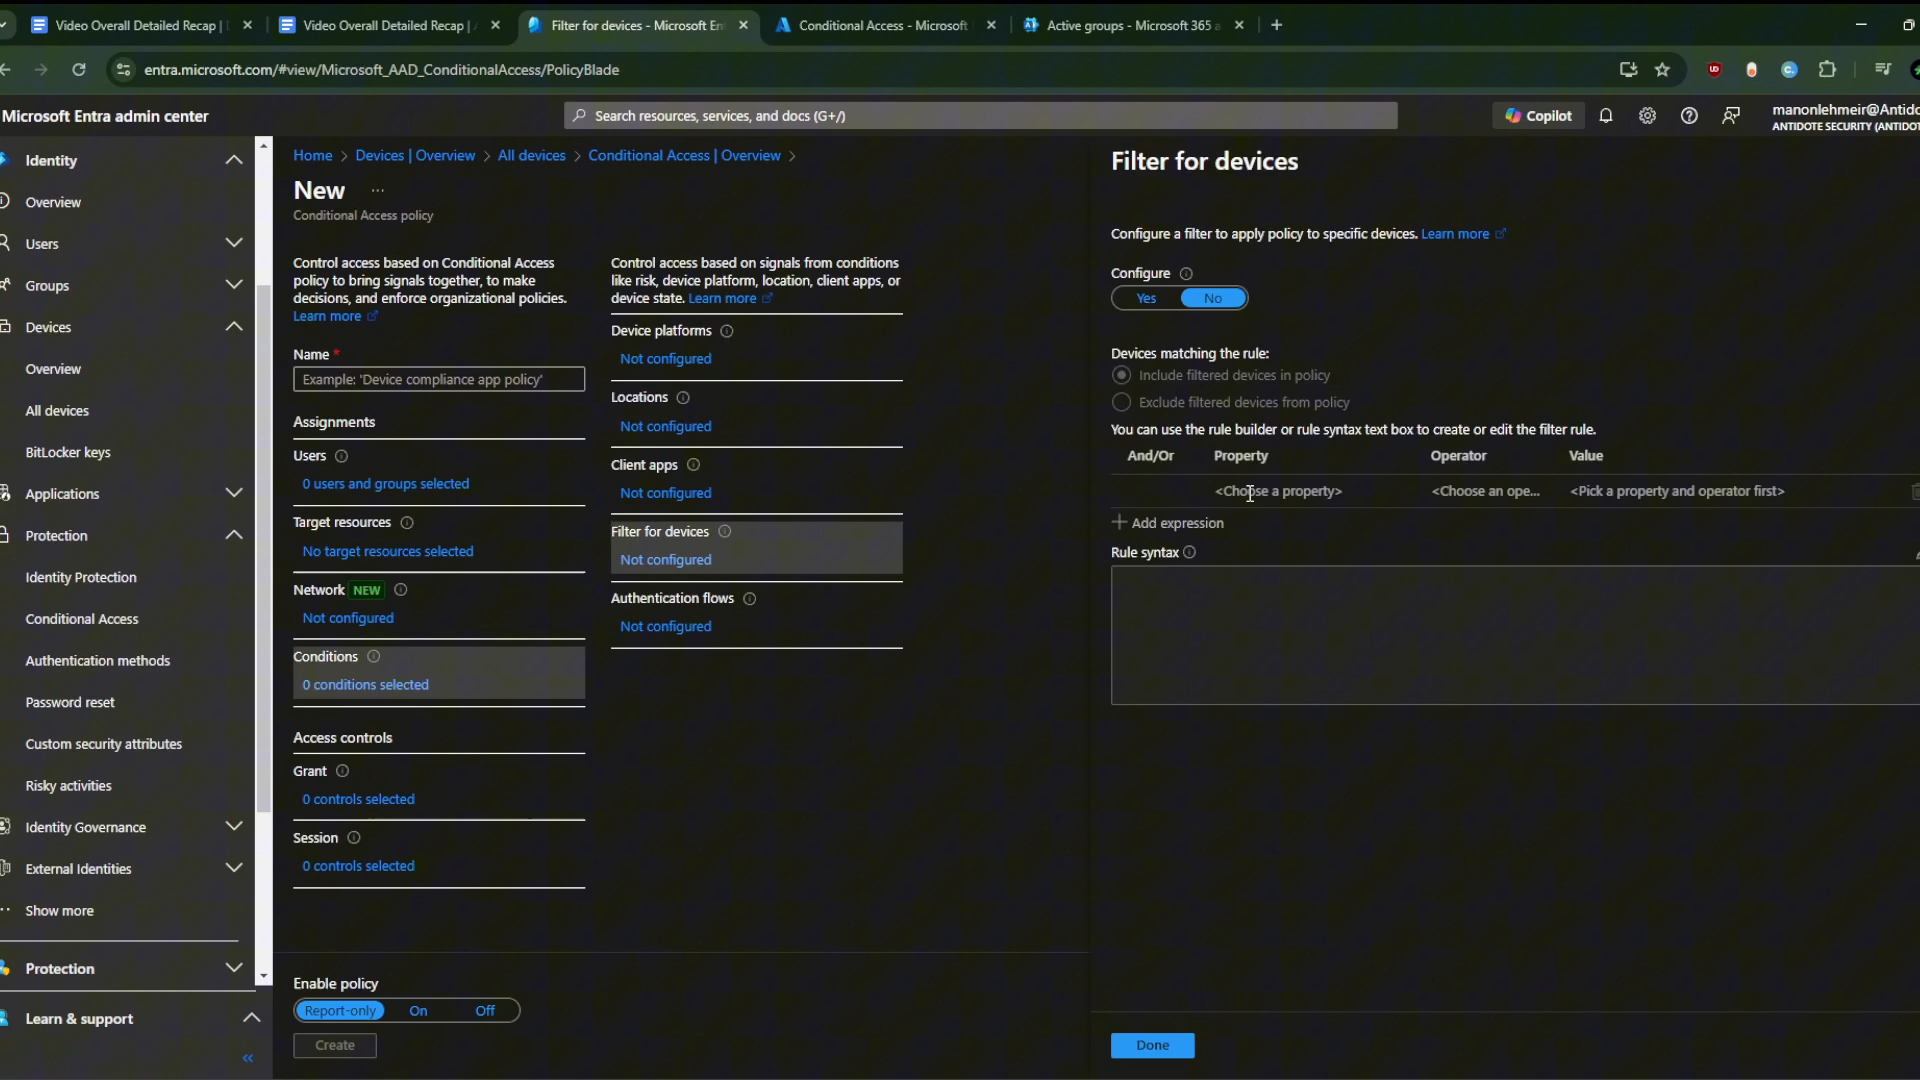 Video Overall Detailed Recap |
Video Overall Detailed Recap |
Filter for devices - Microsoft En
Conditional Access - Microsoft
Active groups - Microsoft 365 a
entra.microsoft.com/#view/Microsoft_AAD_ConditionalAccess/PolicyBlade
Microsoft Entra admin center
Search resources, services, and docs (G+/)
Copilot
manonlehmeir@Antido
ANTIDOTE SECURITY (ANTIDOT
Identity
Overview
Users
Groups
Devices
Overview
All devices
BitLocker keys
Applications
Protection
Identity Protection
Conditional Access
Authentication methods
Password reset
Custom security attributes
Risky activities
Identity Governance
External Identities
Show more
Protection
Learn & support
Home > Devices | Overview > All devices > Conditional Access | Overview >
New ...
Conditional Access policy
Control access based on Conditional Access
policy to bring signals together, to make
decisions, and enforce organizational policies.
Learn more
Name *
Example: 'Device compliance app policy'
Assignments
Users
0 users and groups selected
Target resources
No target resources selected
Network NEW
Not configured
Conditions
0 conditions selected
Access controls
Grant
0 controls selected
Session
0 controls selected
Enable policy
Report-only On Off
Create
Control access based on signals from conditions
like risk, device platform, location, client apps, or
device state. Learn more
Device platforms
Not configured
Locations
Not configured
Client apps
Not configured
Filter for devices
Not configured
Authentication flows
Not configured
Filter for devices
Configure a filter to apply policy to specific devices. Learn more
Configure
Yes No
Devices matching the rule:
Include filtered devices in policy
Exclude filtered devices from policy
You can use the rule builder or rule syntax text box to create or edit the filter rule.
And/Or Property Operator Value
<Choose a property> <Choose an ope... <Pick a property and operator first>
+ Add expression
Rule syntax
Done